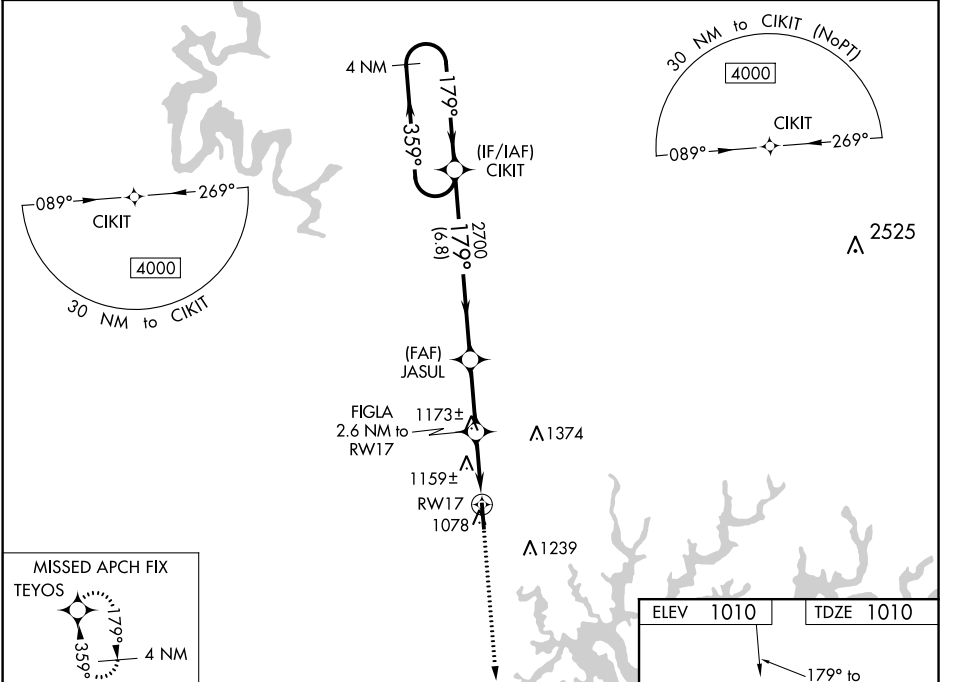 4 NM
179°
359°
(IF/IAF)
CIKIT
2700
179°
(6.8)
30 NM to CIKIT (NoPT)
4000
CIKIT
089°
269°
2525
089°
269°
CIKIT
4000
30 NM to CIKIT
(FAF)
JASUL
FIGLA
2.6 NM to
RW17
1173±
1374
1159±
RW17
1078
1239
MISSED APCH FIX
TEYOS
179°
359°
4 NM
ELEV 1010
TDZE 1010
179° to